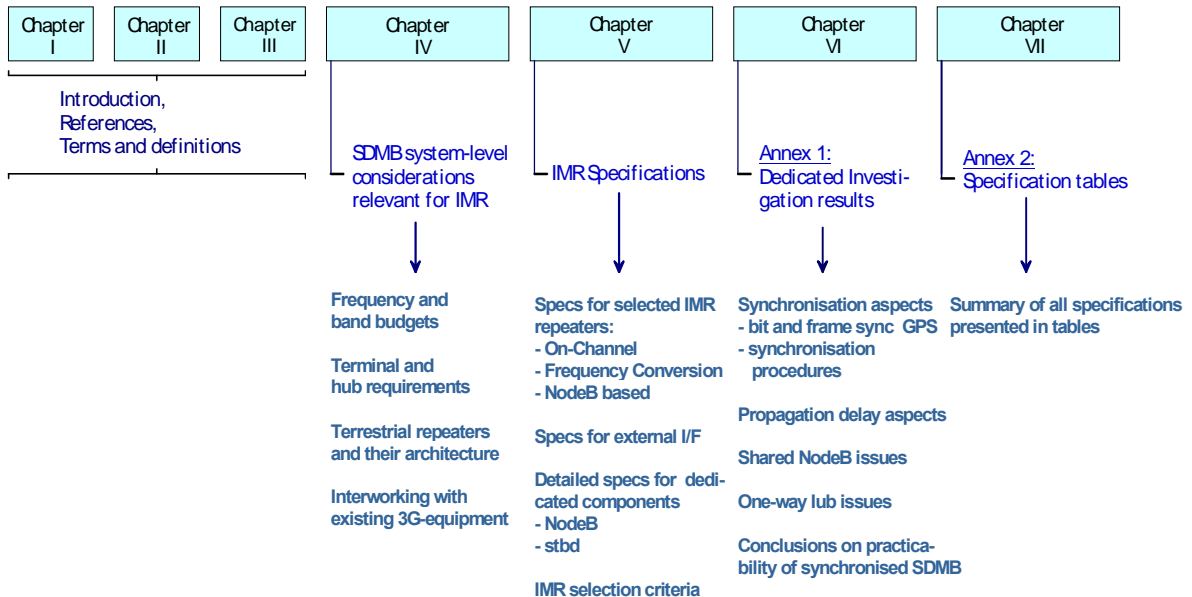 Chapter
I
Chapter
II
Chapter
III
Introduction,
References,
Terms and definitions
Chapter
IV
SDMB system-level
considerations
relevant for IMR
Frequency and
band budgets
Terminal and
hub requirements
Terrestrial repeaters
and their architecture
Interworking with
existing 3G-equipment
Chapter
V
IMR Specifications
Specs for selected IMR
repeaters:
- On-Channel
- Frequency Conversion
- NodeB based
Specs for external I/F
Detailed specs for dedi-
cated components
- NodeB
- stbd
IMR selection criteria
Chapter
VI
Annex 1:
Dedicated Investi-
gation results
Synchronisation aspects
- bit and frame sync GPS
- synchronisation
procedures
Propagation delay aspects
Shared NodeB issues
One-way Iub issues
Conclusions on practica-
bility of synchronised SDMB
Chapter
VII
Annex 2:
Specification tables
Summary of all specifications
presented in tables